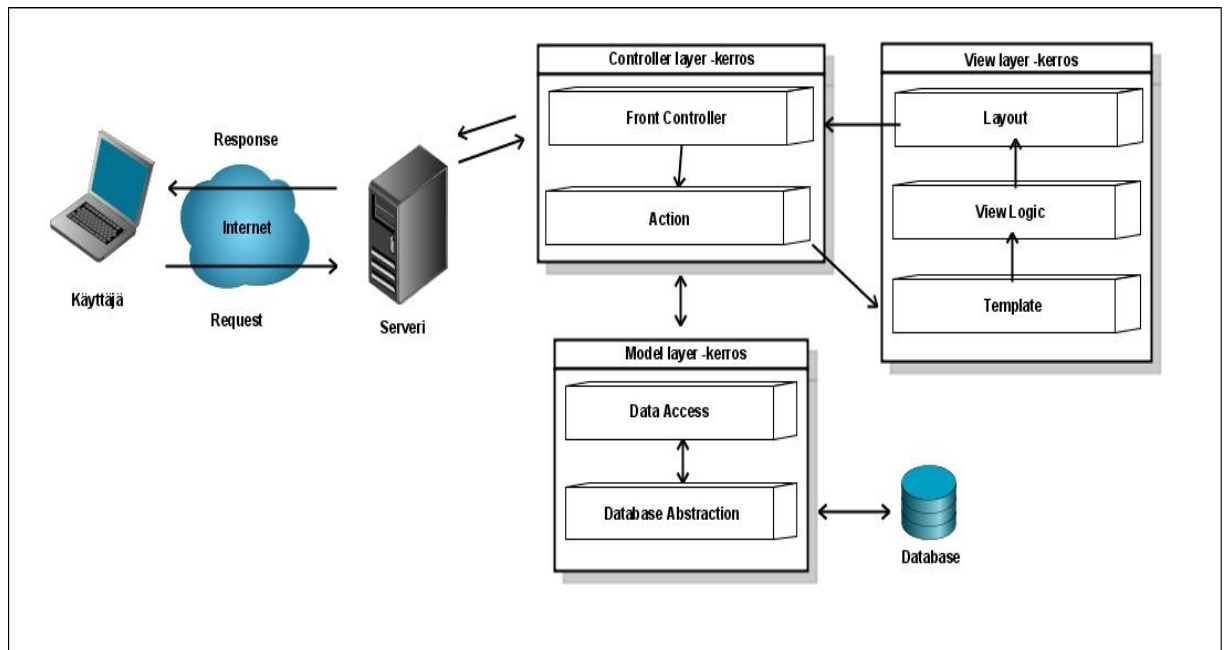 Controller layer -kerros
View layer -kerros
Front Controller
Layout
Response
Action
View Logic
Internet
Käyttäjä
Request
Serveri
Template
Model layer -kerros
Data Access
Database Abstraction
Database